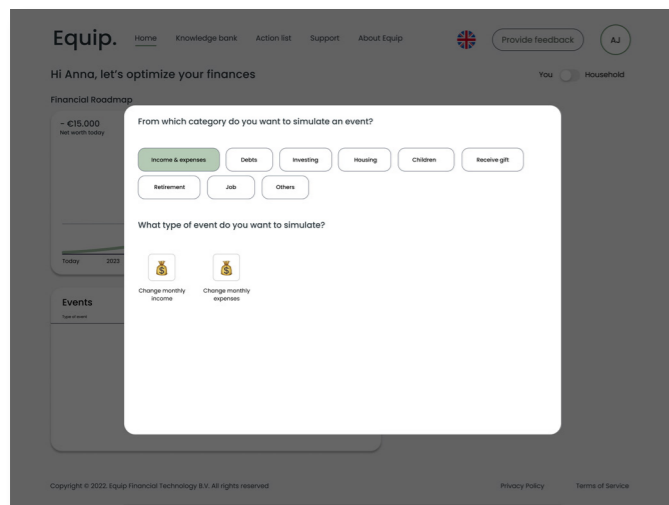 Equip.
Home Knowledge bank Action list Support About Equip Provide feedback AJ
Hi Anna, let's optimize your finances
You Household
Financial Roadmap
- €15.000
Net worth today
From which category do you want to simulate an event?
Income & expenses Debts Investing Housing Children Receive gift
Retirement Job Others
What type of event do you want to simulate?
Change monthly income
Change monthly expenses
Today 2023
Events
Type of event
Copyright © 2022. Equip Financial Technology B.V. All rights reserved
Privacy Policy Terms of Service